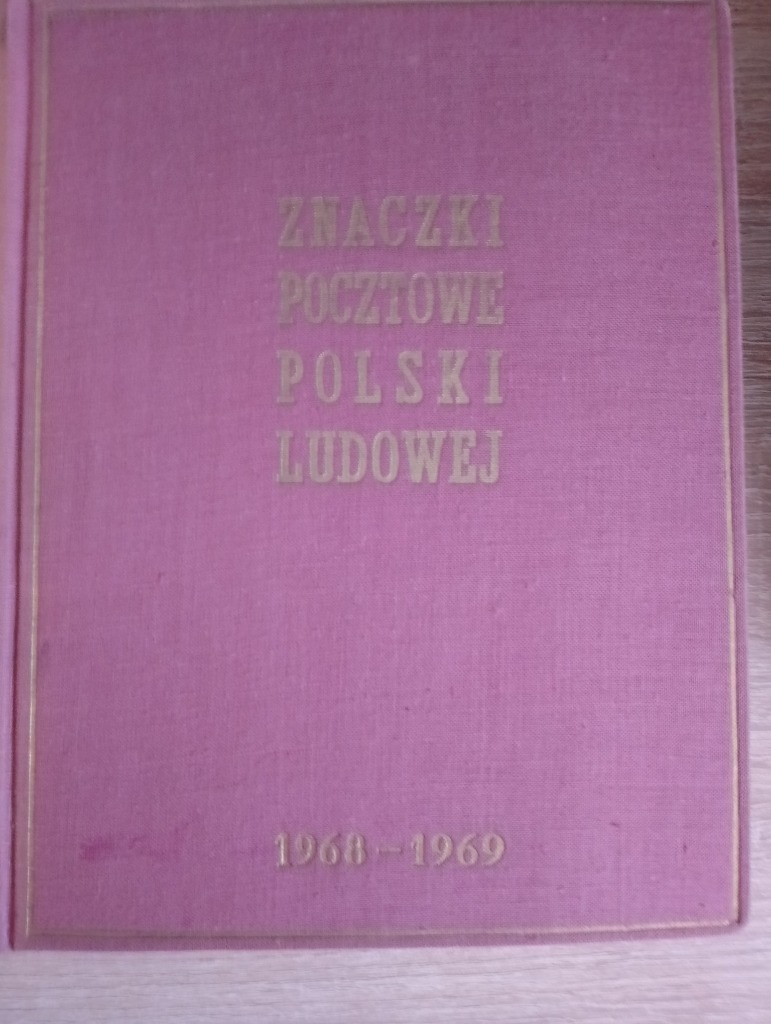 ZNACZKI
POCZTOWE
POLSKI
LUDOWEJ
1968-1969